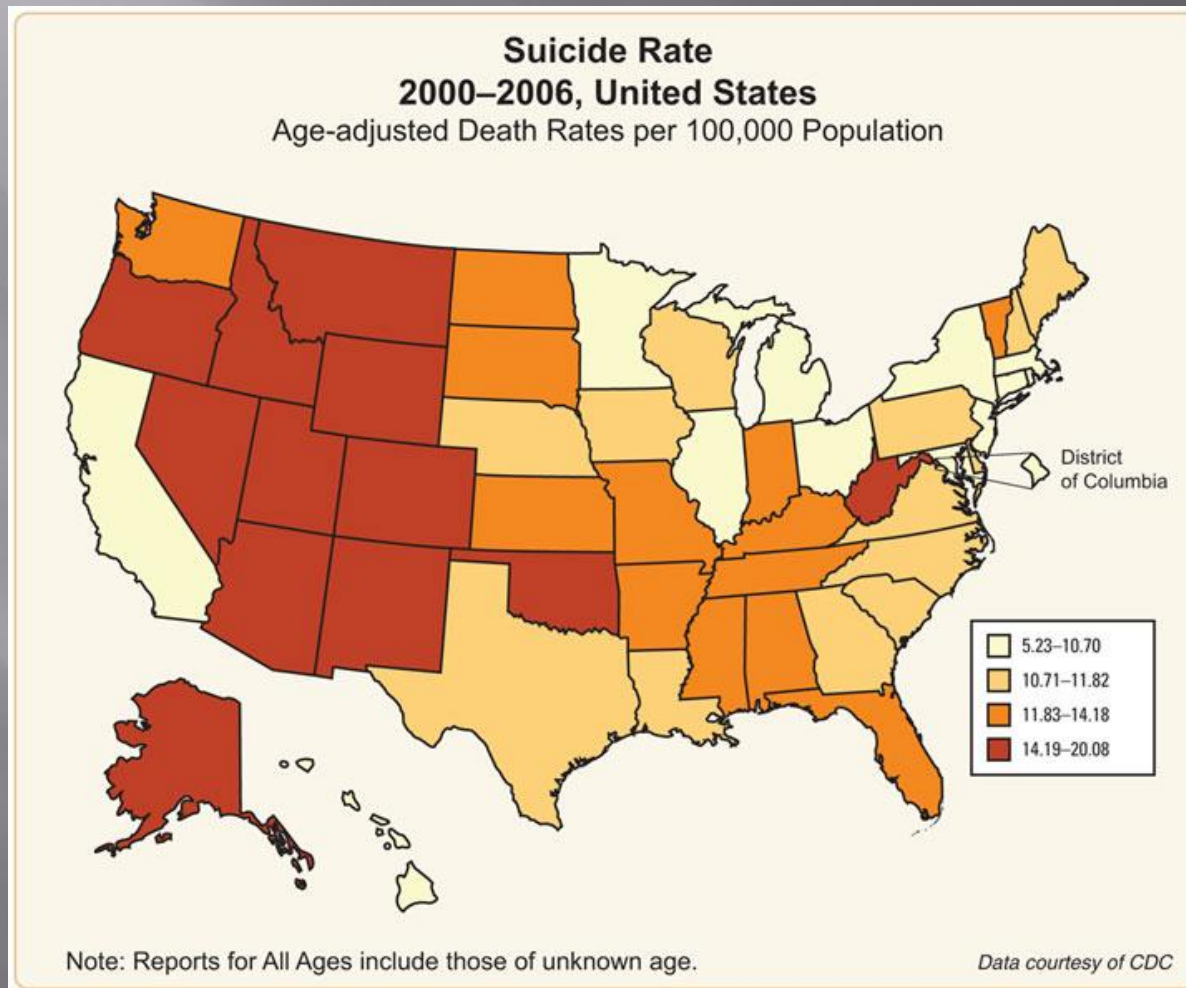 Suicide Rate
2000–2006, United States
Age-adjusted Death Rates per 100,000 Population
District
of Columbia
5.23–10.70
10.71–11.82
11.83–14.18
14.19–20.08
Note: Reports for All Ages include those of unknown age.
Data courtesy of CDC